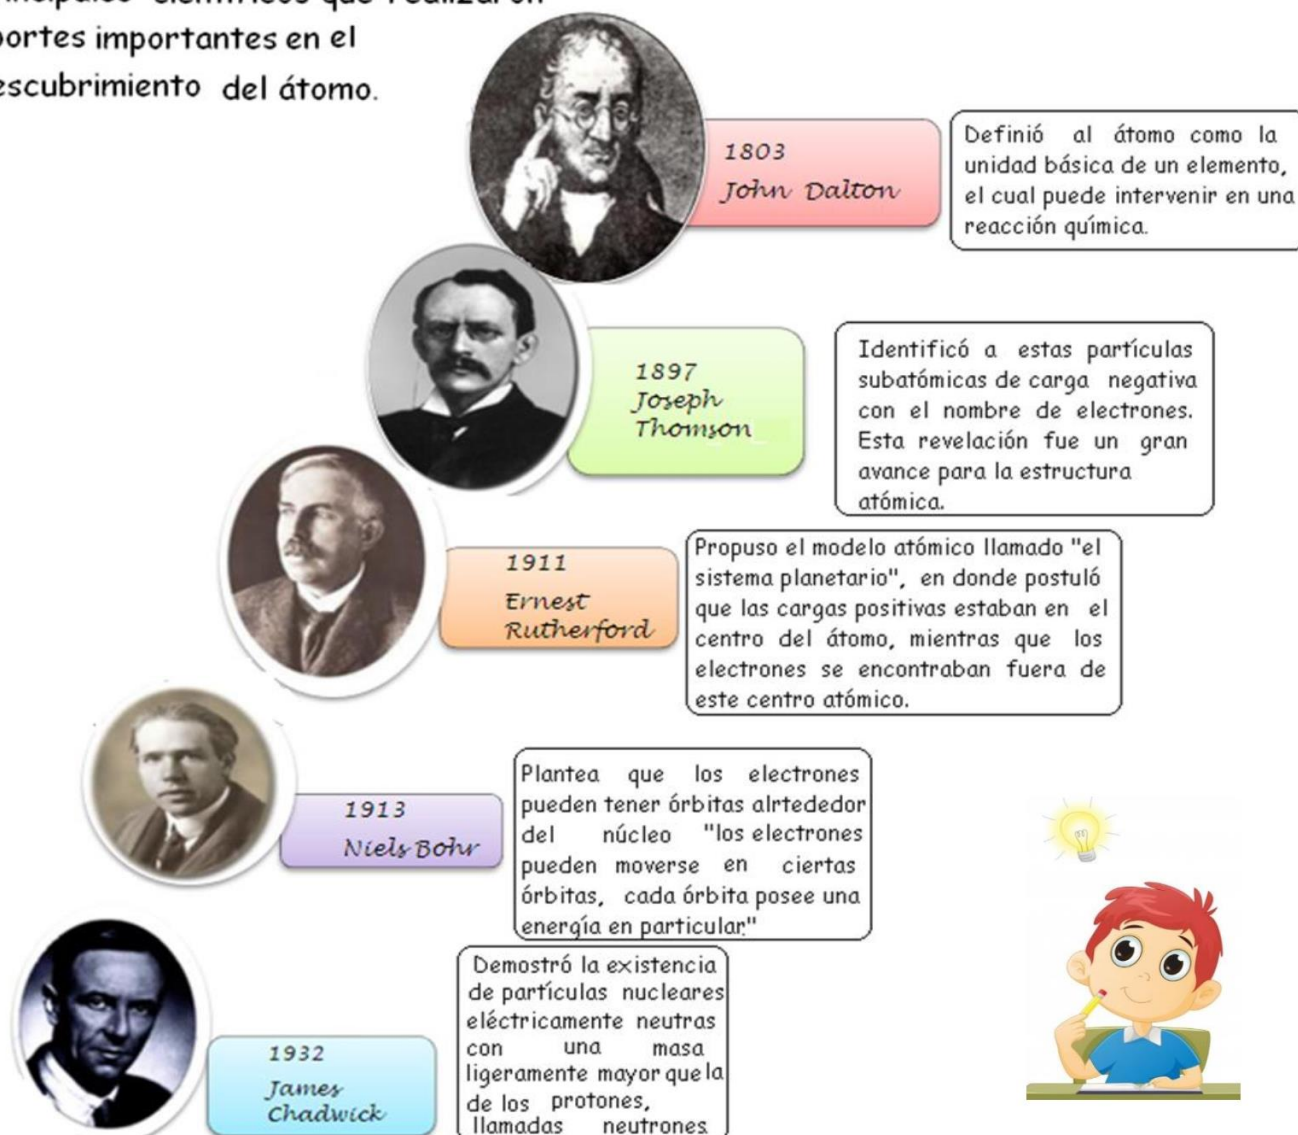 científicos que realizaron
importantes en el
del átomo.
1803
John Dalton
Definió al átomo como la
unidad básica de un elemento,
el cual puede intervenir en una
reacción química.
1897
Joseph
Thomson
Identificó a estas partículas
subatómicas de carga negativa
con el nombre de electrones.
Esta revelación fue un gran
avance para la estructura
atómica.
1911
Ernest
Rutherford
Propuso el modelo atómico llamado "el
sistema planetario", en donde postuló
que las cargas positivas estaban en el
centro del átomo, mientras que los
electrones se encontraban fuera de
este centro atómico.
1913
Niels Bohr
Plantea que los electrones
pueden tener órbitas alrtededor
del núcleo "los electrones
pueden moverse en ciertas
órbitas, cada órbita posee una
energía en particular."
1932
James
Chadwick
Demostró la existencia
de partículas nucleares
eléctricamente neutras
con una masa
ligeramente mayor que la
de los protones,
llamadas neutrones.